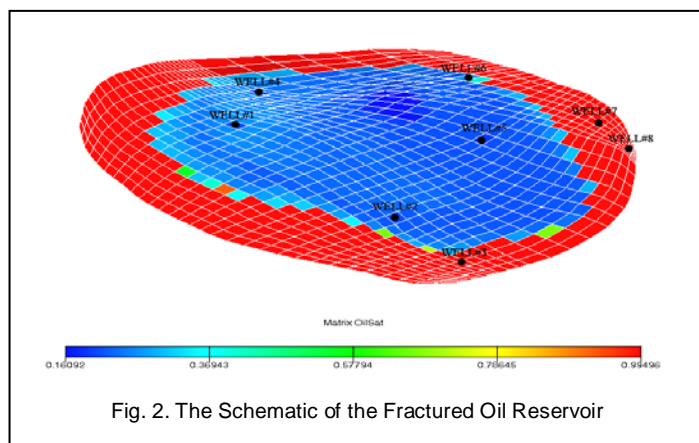 WELL#6
WELL#4
WELL#7
WELL#1
WELL#5
WELL#8
WELL#2
WELL#3
Matrix OilSat
0.16092 0.36943 0.57794 0.78645 0.99496
Fig. 2. The Schematic of the Fractured Oil Reservoir